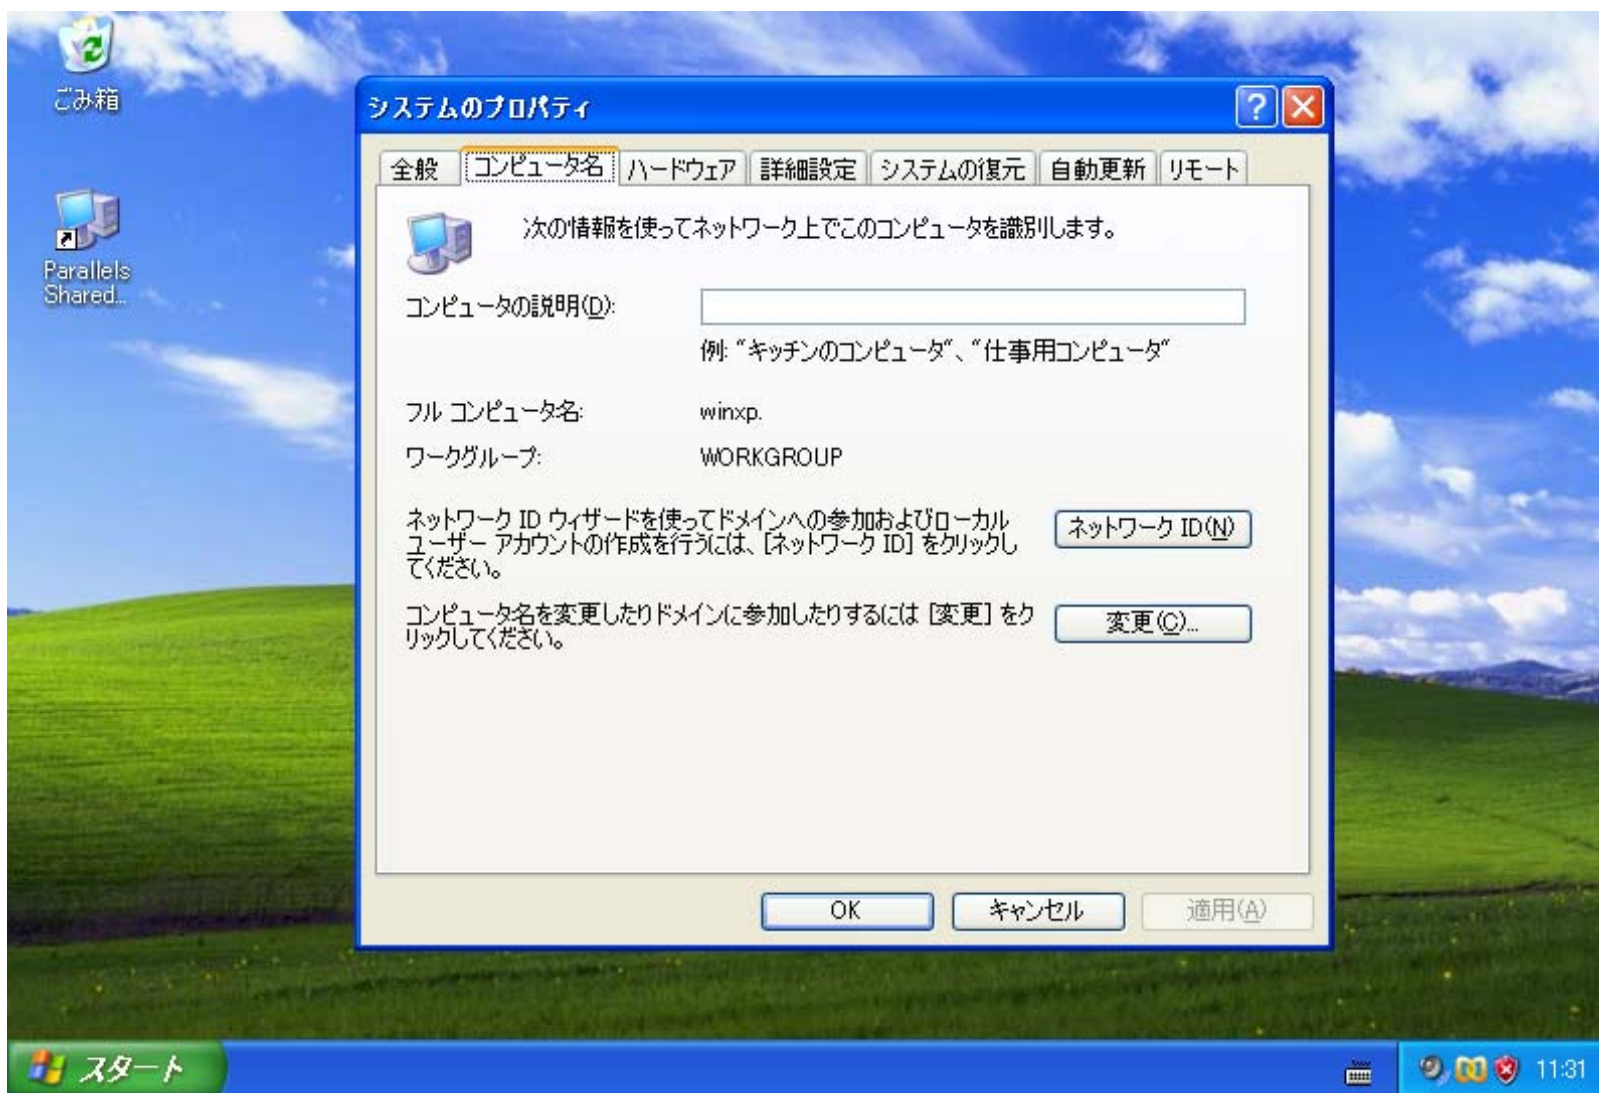 ごみ箱
Parallels
Shared...
システムのプロパティ
全般 コンピュータ名 ハードウェア 詳細設定 システムの復元 自動更新 リモート
次の情報を使ってネットワーク上でこのコンピュータを識別します。
コンピュータの説明(D):
例: "キッチンのコンピュータ"、"仕事用コンピュータ"
フル コンピュータ名: winxp.
ワークグループ: WORKGROUP
ネットワーク ID ウィザードを使ってドメインへの参加およびローカル
ユーザー アカウントの作成を行うには、[ネットワーク ID] をクリックし
てください。
ネットワーク ID(N)
コンピュータ名を変更したりドメインに参加したりするには [変更] をク
リックしてください。
変更(C)...
OK キャンセル 適用(A)
スタート 11:31